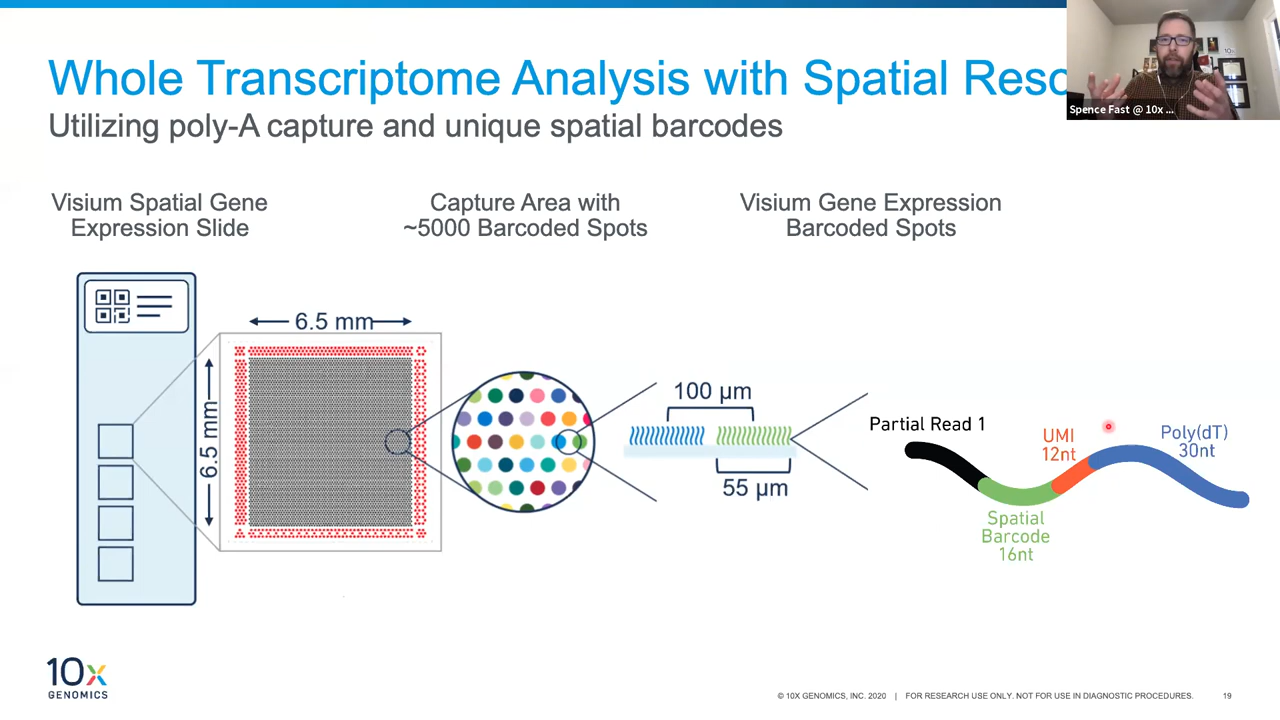 Whole Transcriptome Analysis with Spatial Reso
Utilizing poly-A capture and unique spatial barcodes
Spence Fast @ 10x ...
Visium Spatial Gene
Expression Slide
Capture Area with
~5000 Barcoded Spots
Visium Gene Expression
Barcoded Spots
6.5 mm
6.5 mm
100 µm
55 µm
Partial Read 1
UMI
12nt
Poly(dT)
30nt
Spatial
Barcode
16nt
10x
GENOMICS
© 10X GENOMICS, INC. 2020 | FOR RESEARCH USE ONLY. NOT FOR USE IN DIAGNOSTIC PROCEDURES. 19